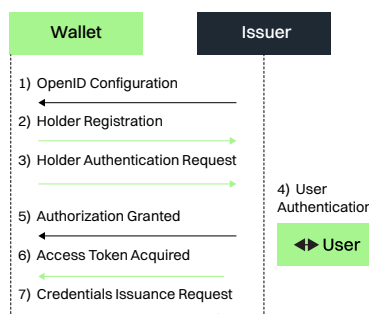 Wallet
Issuer
1) OpenID Configuration
2) Holder Registration
3) Holder Authentication Request
4) User
Authentication
5) Authorization Granted
User
6) Access Token Acquired
7) Credentials Issuance Request